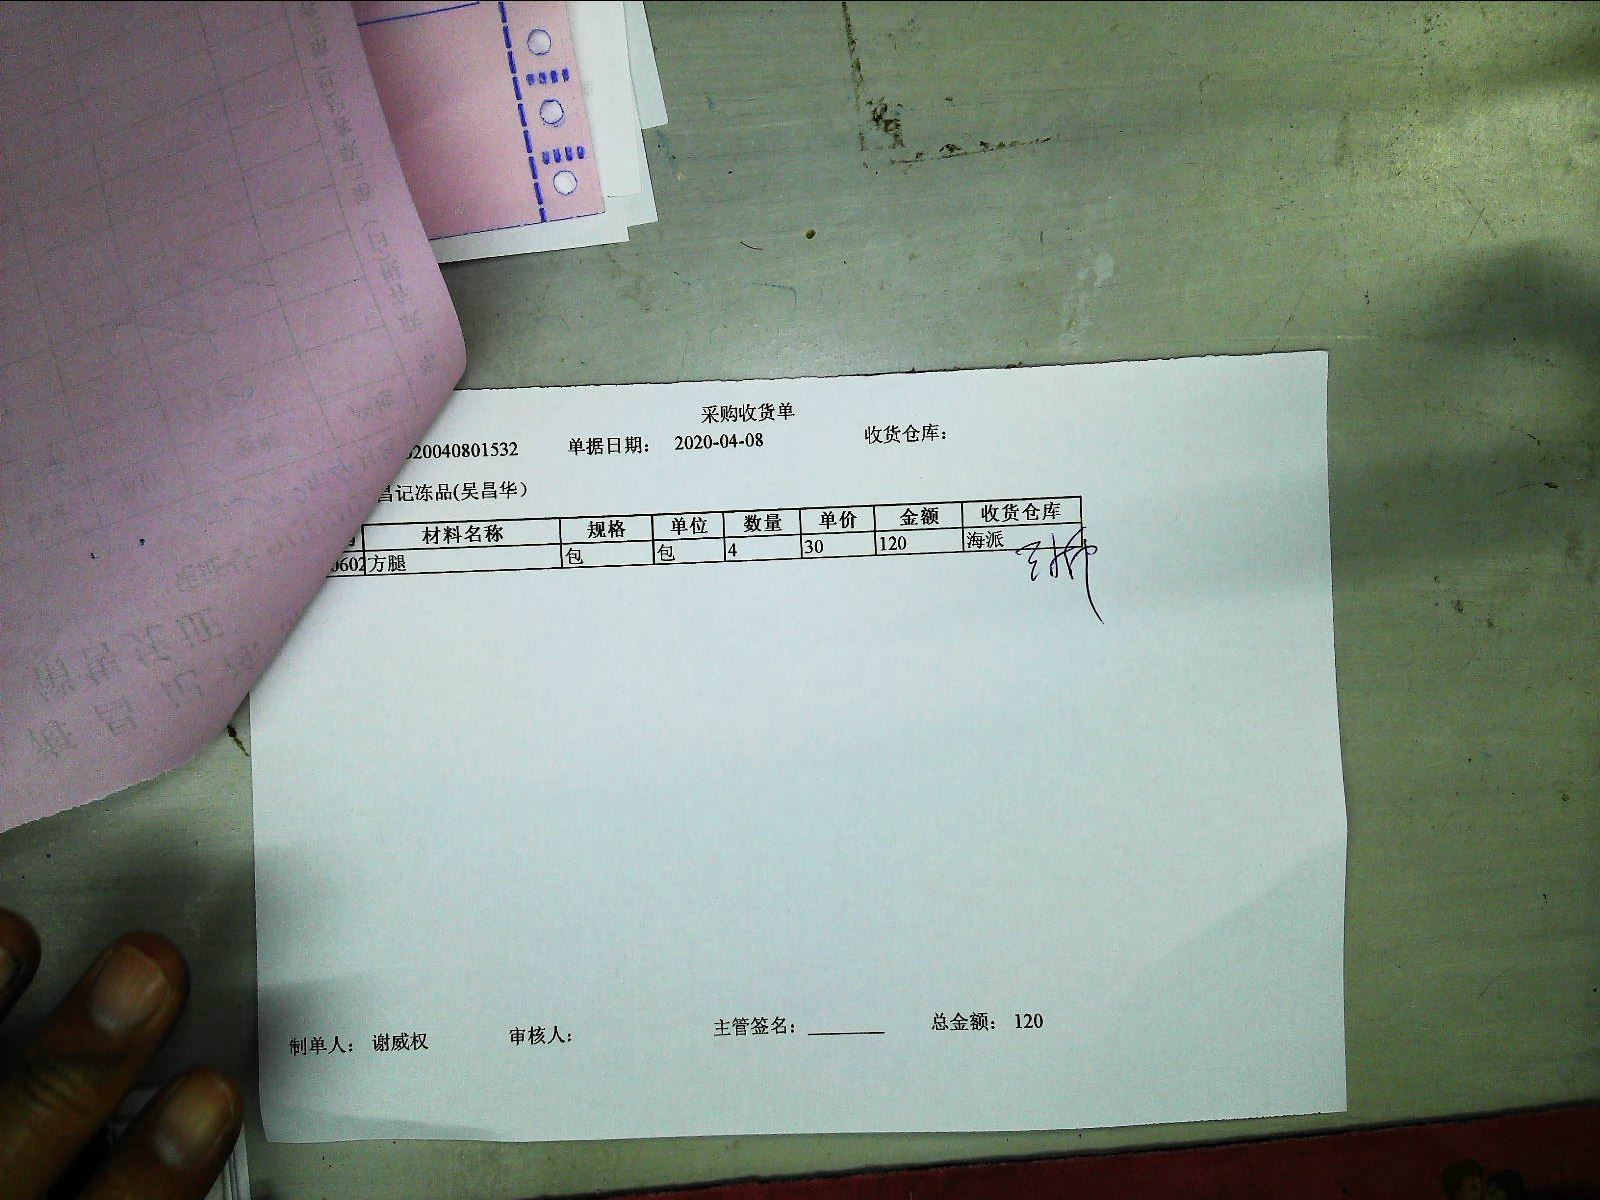 采购收货单
20040801532 单据日期: 2020-04-08 收货仓库:
昌记冻品(吴昌华)
材料名称 规格 单位 数量 单价 金额 收货仓库
0602 方腿 包 包 4 30 120 海派
制单人: 谢威权 审核人: 主管签名: ________ 总金额: 120